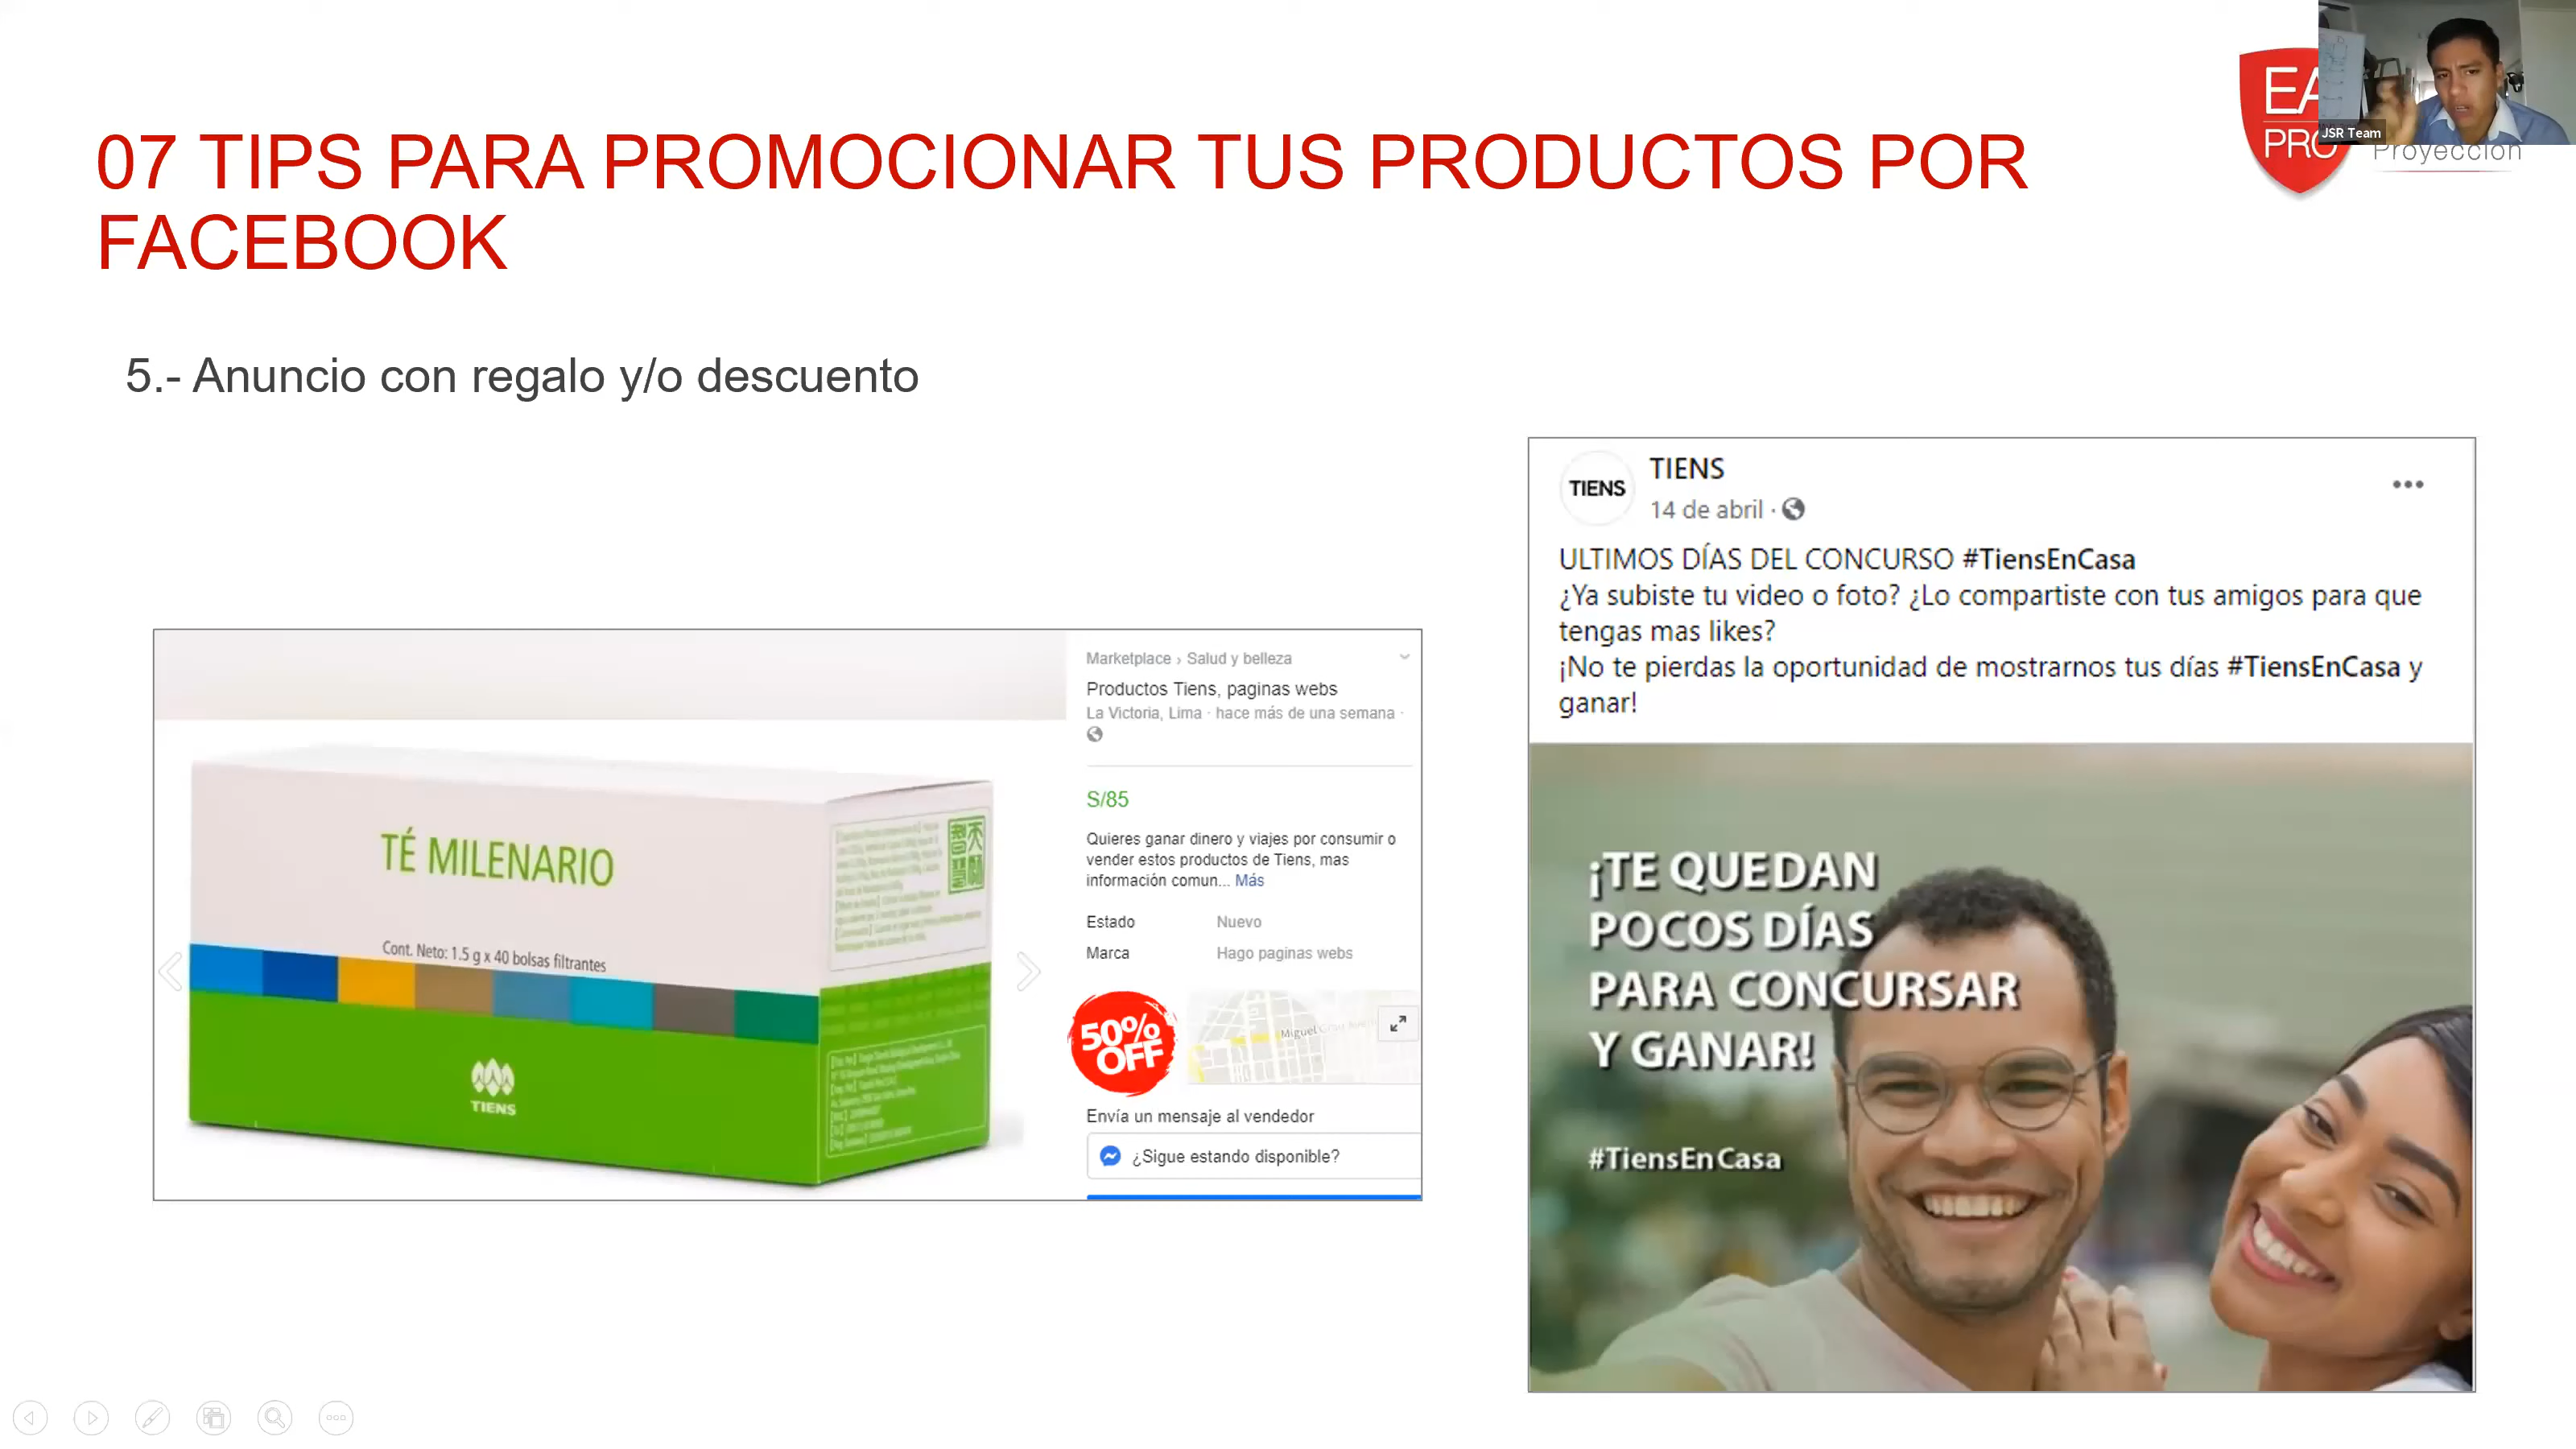 07 TIPS PARA PROMOCIONAR TUS PRODUCTOS POR
FACEBOOK
PRO
JSR Team
Proyección
5.- Anuncio con regalo y/o descuento
TÉ MILENARIO
Cont. Neto: 1.5 g x 40 bolsas filtrantes
TIENS
Marketplace › Salud y belleza
Productos Tiens, paginas webs
La Victoria, Lima · hace más de una semana ·
S/85
Quieres ganar dinero y viajes por consumir o
vender estos productos de Tiens, mas
información comun... Más
Estado Nuevo
Marca Hago paginas webs
50%
OFF
Miguel
Envía un mensaje al vendedor
¿Sigue estando disponible?
TIENS
TIENS
14 de abril ·
ULTIMOS DÍAS DEL CONCURSO #TiensEnCasa
¿Ya subiste tu video o foto? ¿Lo compartiste con tus amigos para que
tengas mas likes?
¡No te pierdas la oportunidad de mostrarnos tus días #TiensEnCasa y
ganar!
¡TE QUEDAN
POCOS DÍAS
PARA CONCURSAR
Y GANAR!
#TiensEnCasa